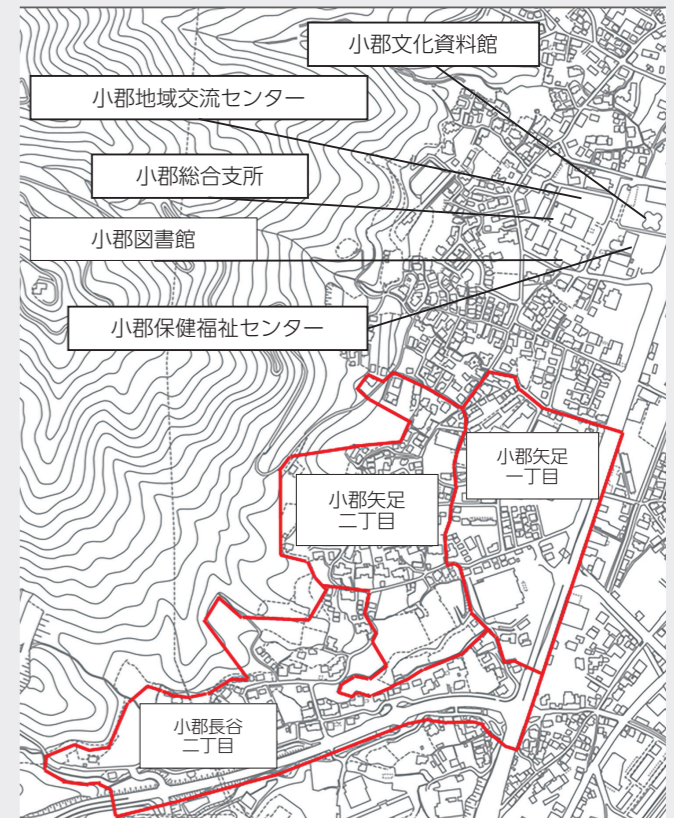 小郡文化資料館
小郡地域交流センター
小郡総合支所
小郡図書館
小郡保健福祉センター
小郡矢足
一丁目
小郡矢足
二丁目
小郡長谷
二丁目